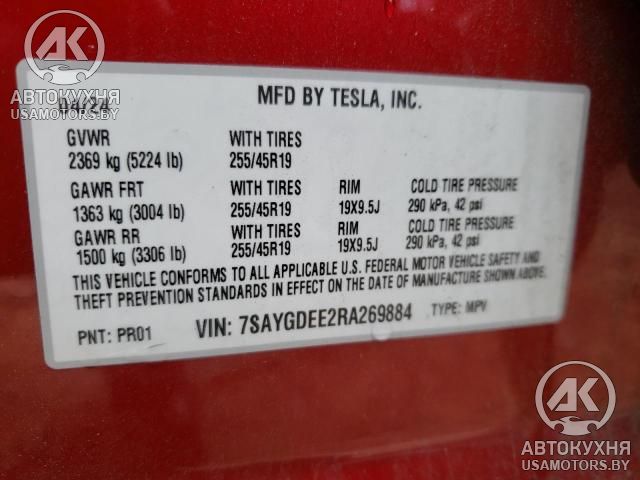 АК
АВТОКУХНЯ
USAMOTORS.BY
04/24
MFD BY TESLA, INC.
GVWR WITH TIRES
2369 kg (5224 lb) 255/45R19
GAWR FRT WITH TIRES RIM COLD TIRE PRESSURE
1363 kg (3004 lb) 255/45R19 19X9.5J 290 kPa, 42 psi
GAWR RR WITH TIRES RIM COLD TIRE PRESSURE
1500 kg (3306 lb) 255/45R19 19X9.5J 290 kPa, 42 psi
THIS VEHICLE CONFORMS TO ALL APPLICABLE U.S. FEDERAL MOTOR VEHICLE SAFETY AND
THEFT PREVENTION STANDARDS IN EFFECT ON THE DATE OF MANUFACTURE SHOWN ABOVE.
PNT: PR01 VIN: 7SAYGDEE2RA269884 TYPE: MPV
АК
АВТОКУХНЯ
USAMOTORS.BY